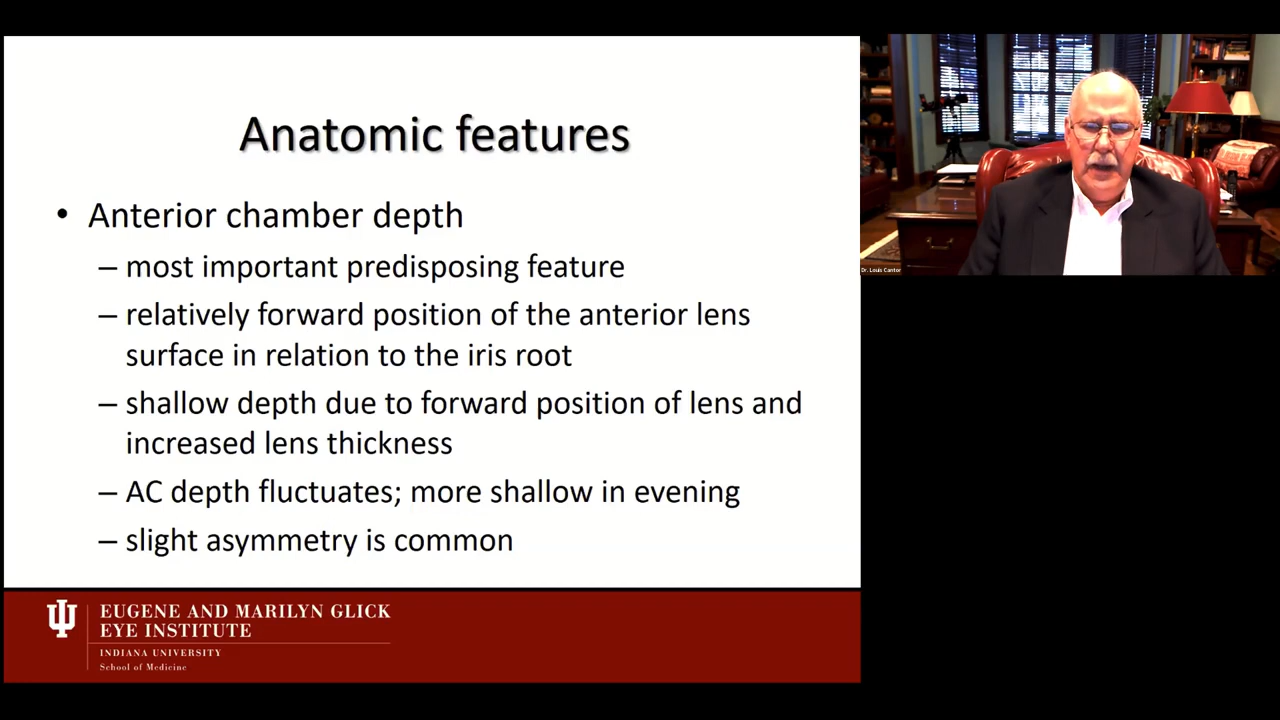 Anatomic features
• Anterior chamber depth
– most important predisposing feature
– relatively forward position of the anterior lens
surface in relation to the iris root
– shallow depth due to forward position of lens and
increased lens thickness
– AC depth fluctuates; more shallow in evening
– slight asymmetry is common
EUGENE AND MARILYN GLICK
EYE INSTITUTE
INDIANA UNIVERSITY
School of Medicine
Dr. Louis Cantor